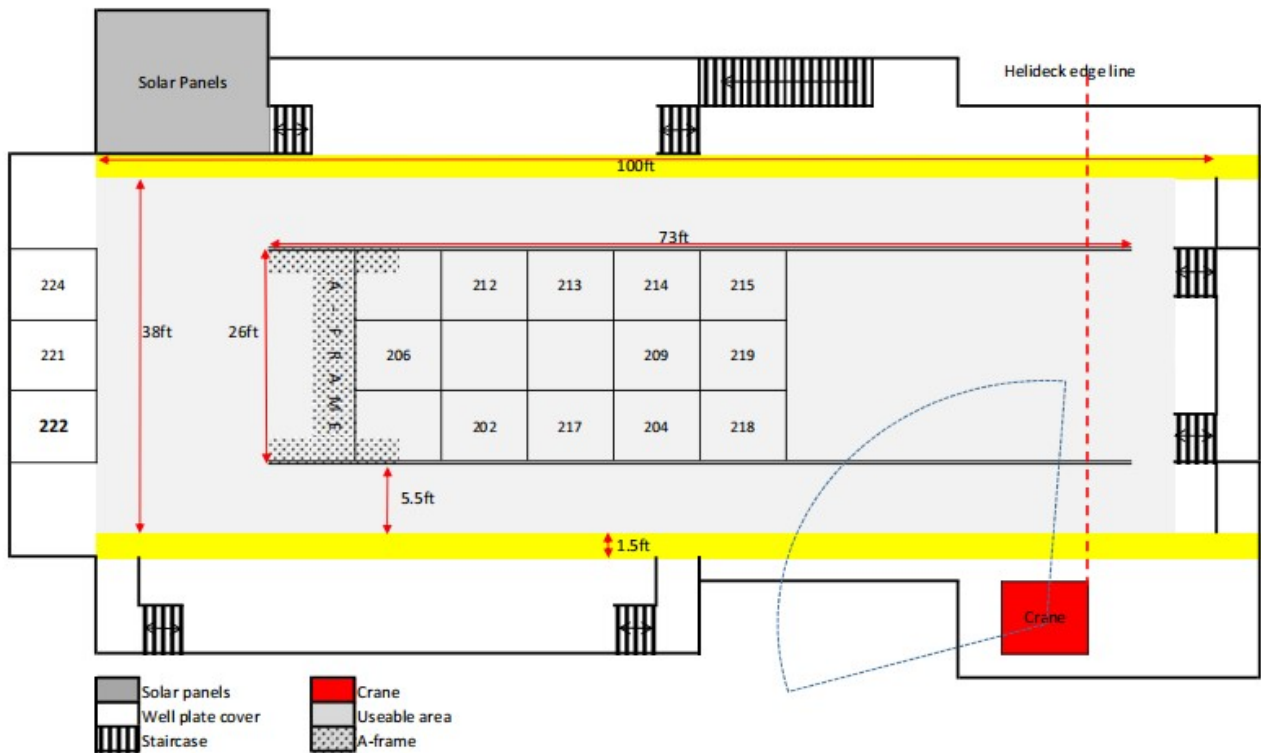 Solar Panels
Helideck edge line
100ft
73ft
224
212
213
214
215
38ft
26ft
A - FRAME
221
206
209
219
222
202
217
204
218
5.5ft
1.5ft
Crane
Solar panels
Crane
Well plate cover
Useable area
Staircase
A-frame